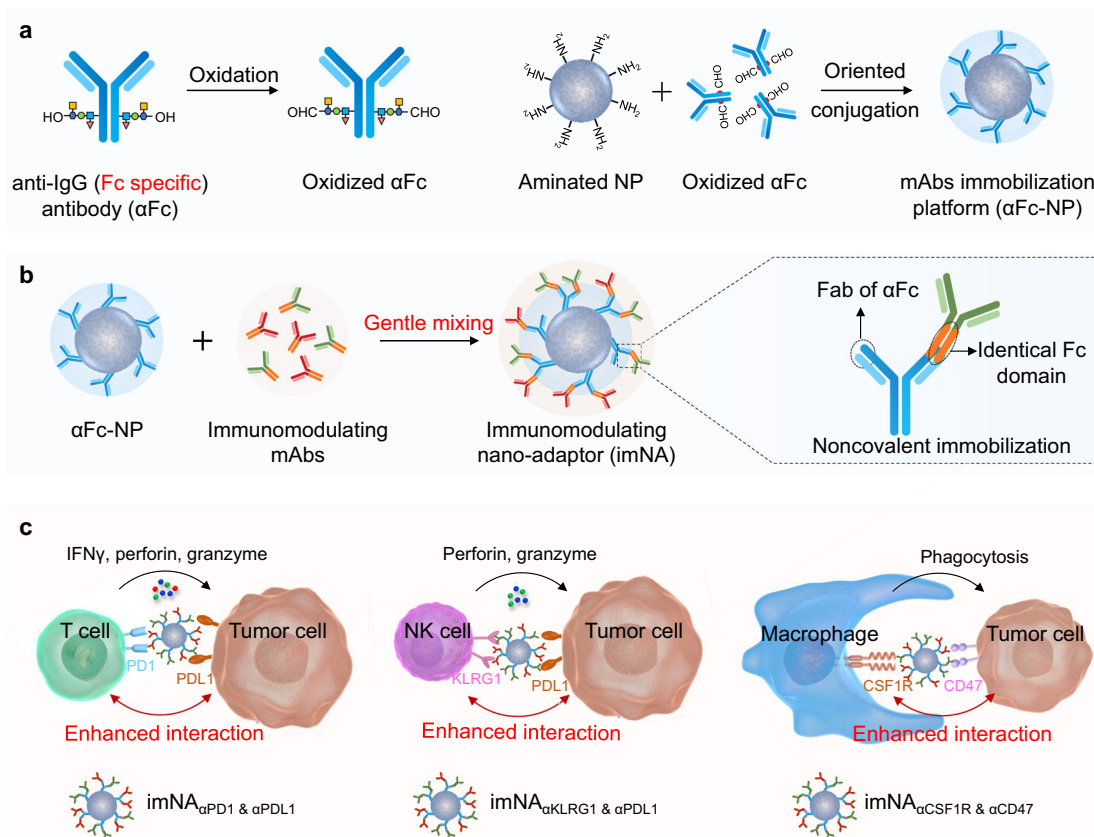 a
HO
OH
anti-IgG (Fc specific)
antibody (αFc)
Oxidation
OHC
CHO
Oxidized αFc
NH₂
NH₂
NH₂
NH₂
NH₂
NH₂
NH₂
NH₂
Aminated NP
+
OHC CHO
OHC CHO
OHC CHO
Oxidized αFc
Oriented
conjugation
mAbs immobilization
platform (αFc-NP)
b
αFc-NP
+
Immunomodulating
mAbs
Gentle mixing
Immunomodulating
nano-adaptor (imNA)
Fab of αFc
Identical Fc
domain
Noncovalent immobilization
c
IFNγ, perforin, granzyme
T cell
Tumor cell
PD1
PDL1
Enhanced interaction
imNAαPD1 & αPDL1
Perforin, granzyme
NK cell
Tumor cell
KLRG1
PDL1
Enhanced interaction
imNAαKLRG1 & αPDL1
Phagocytosis
Macrophage
Tumor cell
CSF1R
CD47
Enhanced interaction
imNAαCSF1R & αCD47